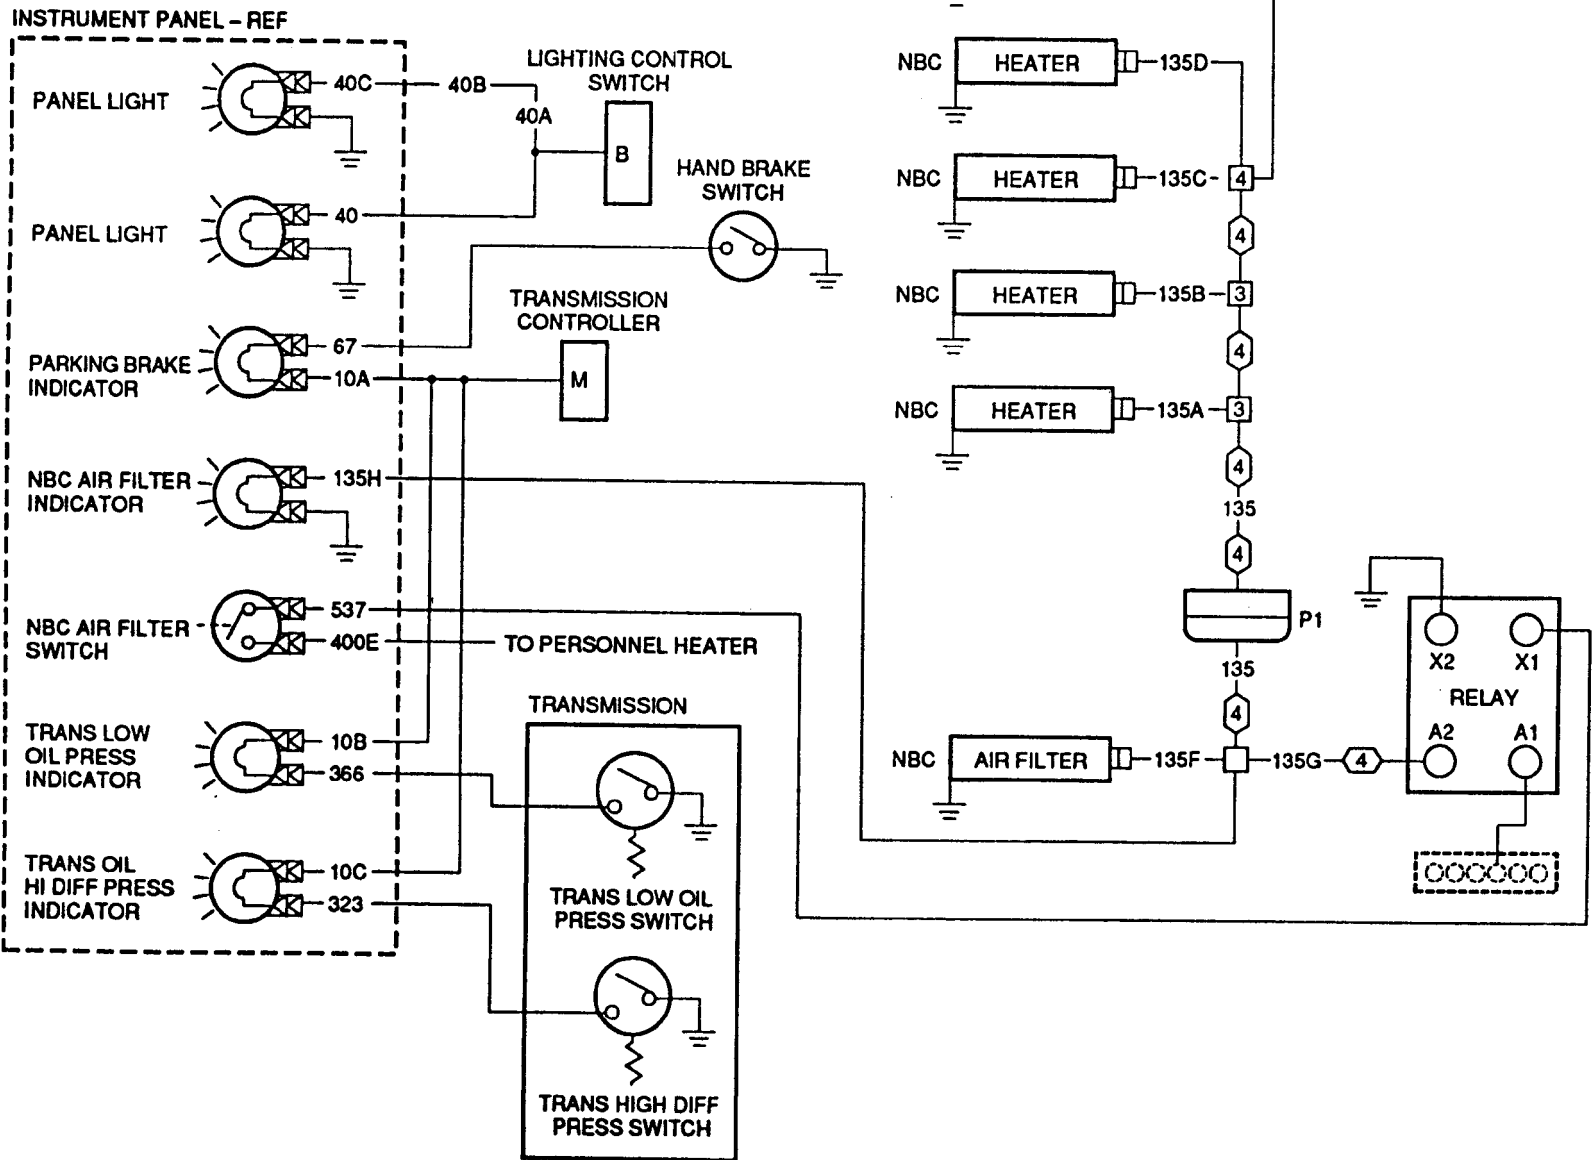 INSTRUMENT PANEL – REF
PANEL LIGHT
40C
40B
40A
LIGHTING CONTROL
SWITCH
B
PANEL LIGHT
40
HAND BRAKE
SWITCH
PARKING BRAKE
INDICATOR
67
10A
TRANSMISSION
CONTROLLER
M
NBC AIR FILTER
INDICATOR
135H
NBC AIR FILTER
SWITCH
537
400E
TO PERSONNEL HEATER
TRANS LOW
OIL PRESS
INDICATOR
10B
366
TRANS OIL
HI DIFF PRESS
INDICATOR
10C
323
TRANSMISSION
TRANS LOW OIL
PRESS SWITCH
TRANS HIGH DIFF
PRESS SWITCH
NBC HEATER 135D
NBC HEATER 135C 4
4
NBC HEATER 135B 3
4
NBC HEATER 135A 3
4
135
4
P1
135
4
NBC AIR FILTER 135F 135G 4
X2 X1
RELAY
A2 A1